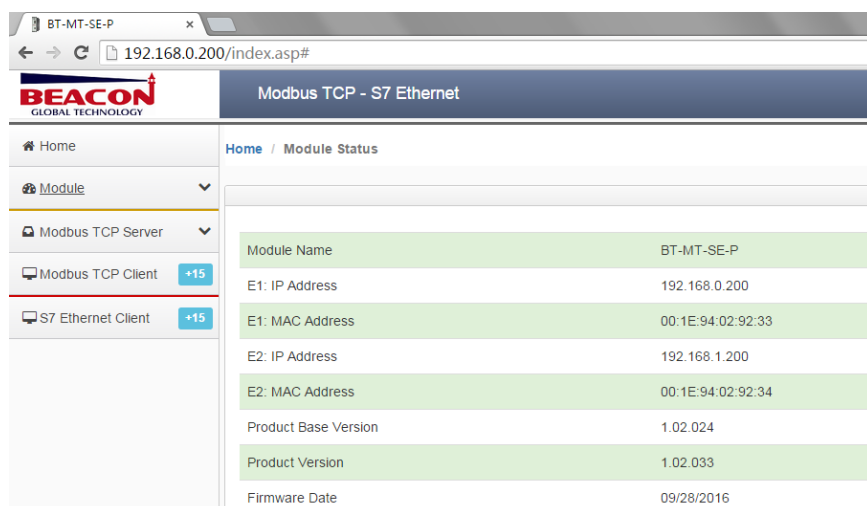 BT-MT-SE-P
192.168.0.200/index.asp#
BEACON
GLOBAL TECHNOLOGY
Modbus TCP - S7 Ethernet
Home
Module
Modbus TCP Server
Modbus TCP Client +15
S7 Ethernet Client +15
Home / Module Status
Module Name BT-MT-SE-P
E1: IP Address 192.168.0.200
E1: MAC Address 00:1E:94:02:92:33
E2: IP Address 192.168.1.200
E2: MAC Address 00:1E:94:02:92:34
Product Base Version 1.02.024
Product Version 1.02.033
Firmware Date 09/28/2016